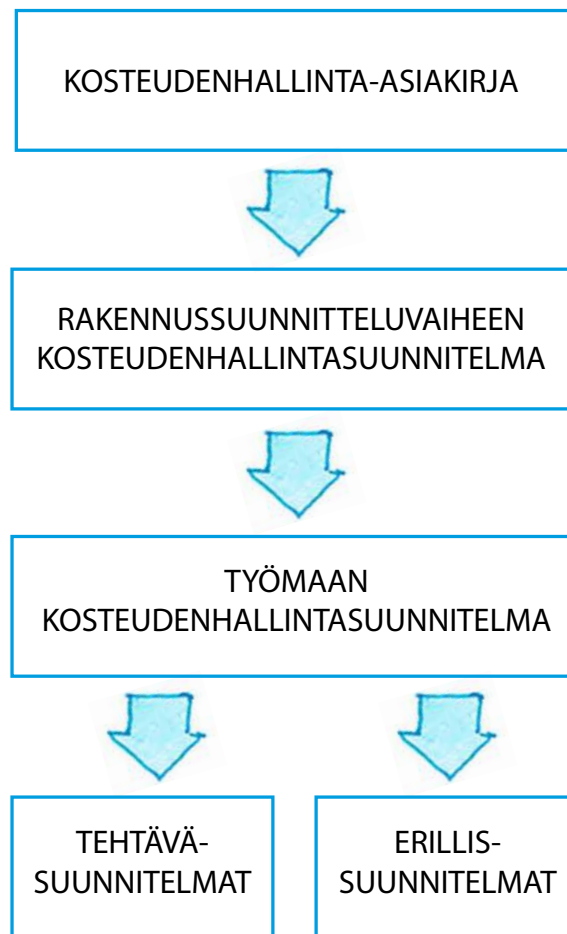 KOSTEUDENHALLINTA-ASIAKIRJA
RAKENNUSSUUNNITTELUVAIHEEN
KOSTEUDENHALLINTASUUNNITELMA
TYÖMAAN
KOSTEUDENHALLINTASUUNNITELMA
TEHTÄVÄ-
SUUNNITELMAT
ERILLIS-
SUUNNITELMAT